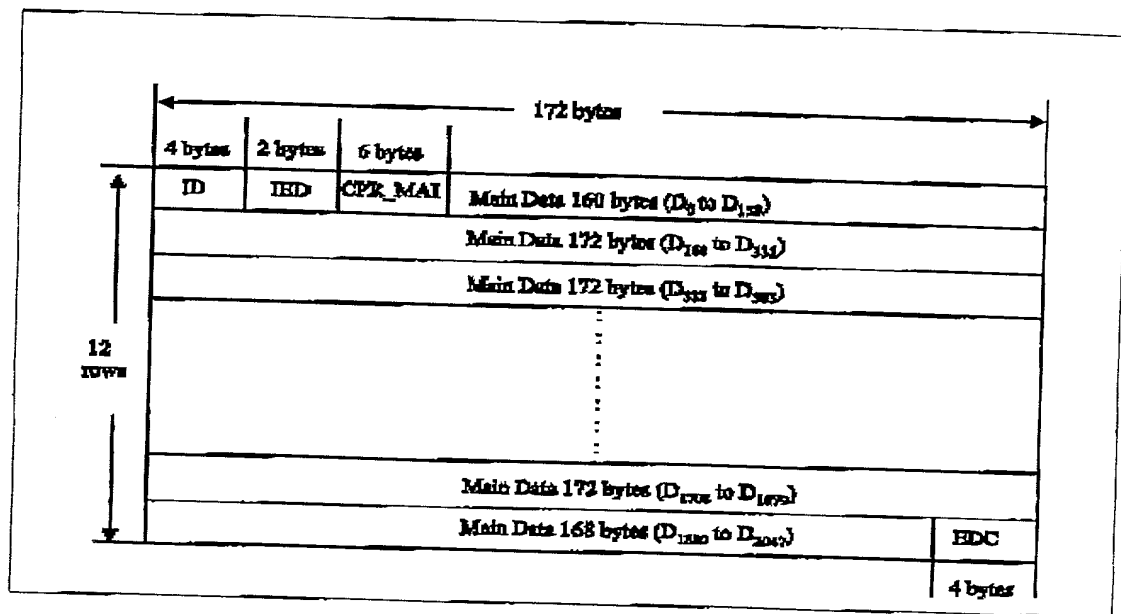 172 bytes
4 bytes 2 bytes 6 bytes
ID IED CPR_MAI Main Data 160 bytes (D0 to D159)
Main Data 172 bytes (D160 to D331)
Main Data 172 bytes (D332 to D503)
12
rows
Main Data 172 bytes (D1708 to D1879)
Main Data 168 bytes (D1880 to D2047) EDC
4 bytes